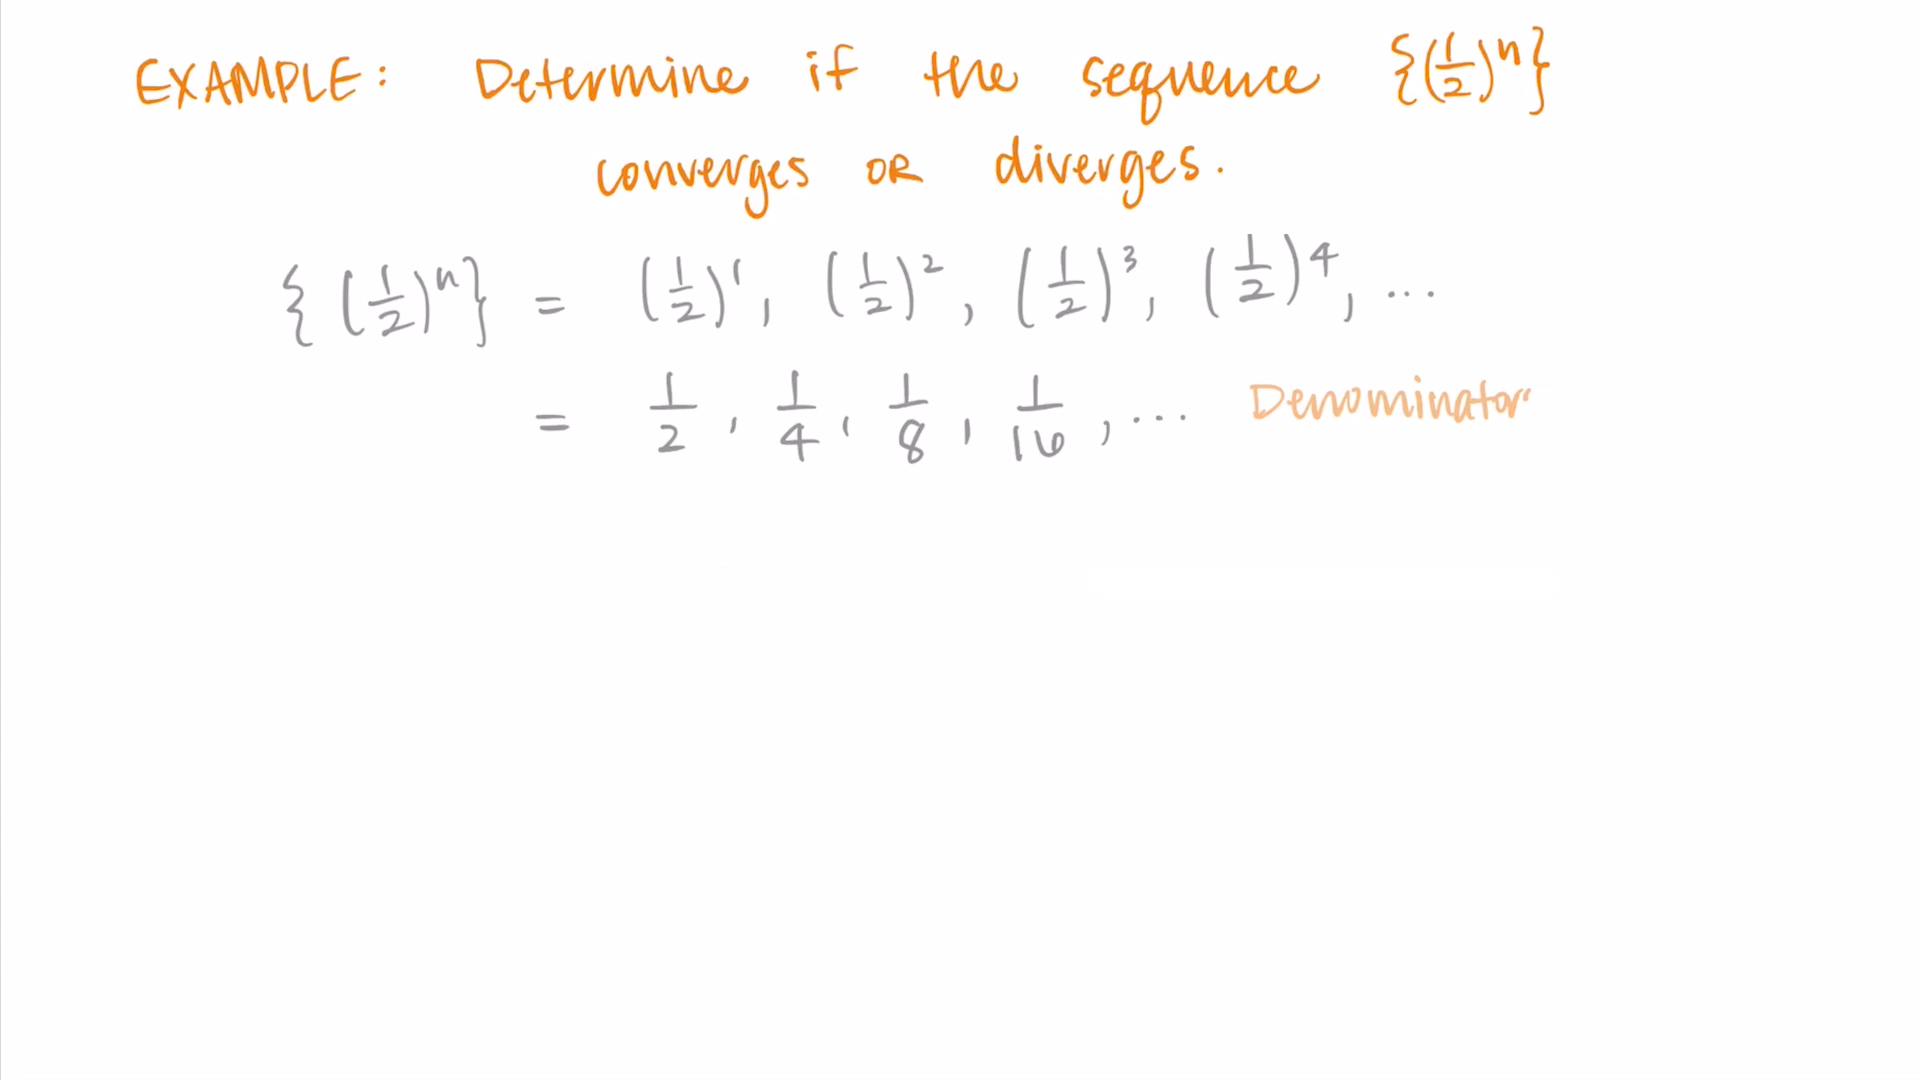 EXAMPLE: Determine if the sequence {(1/2)^n}
converges OR diverges.
{(1/2)^n} = (1/2)^1, (1/2)^2, (1/2)^3, (1/2)^4, ...
= 1/2, 1/4, 1/8, 1/16, ... Denominator